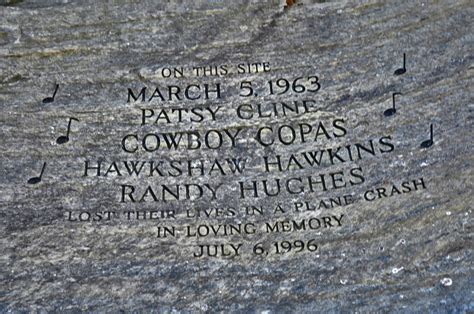 ON THIS SITE
MARCH 5, 1963
PATSY CLINE
COWBOY COPAS
HAWKSHAW HAWKINS
RANDY HUGHES
LOST THEIR LIVES IN A PLANE CRASH
IN LOVING MEMORY
JULY 6, 1996